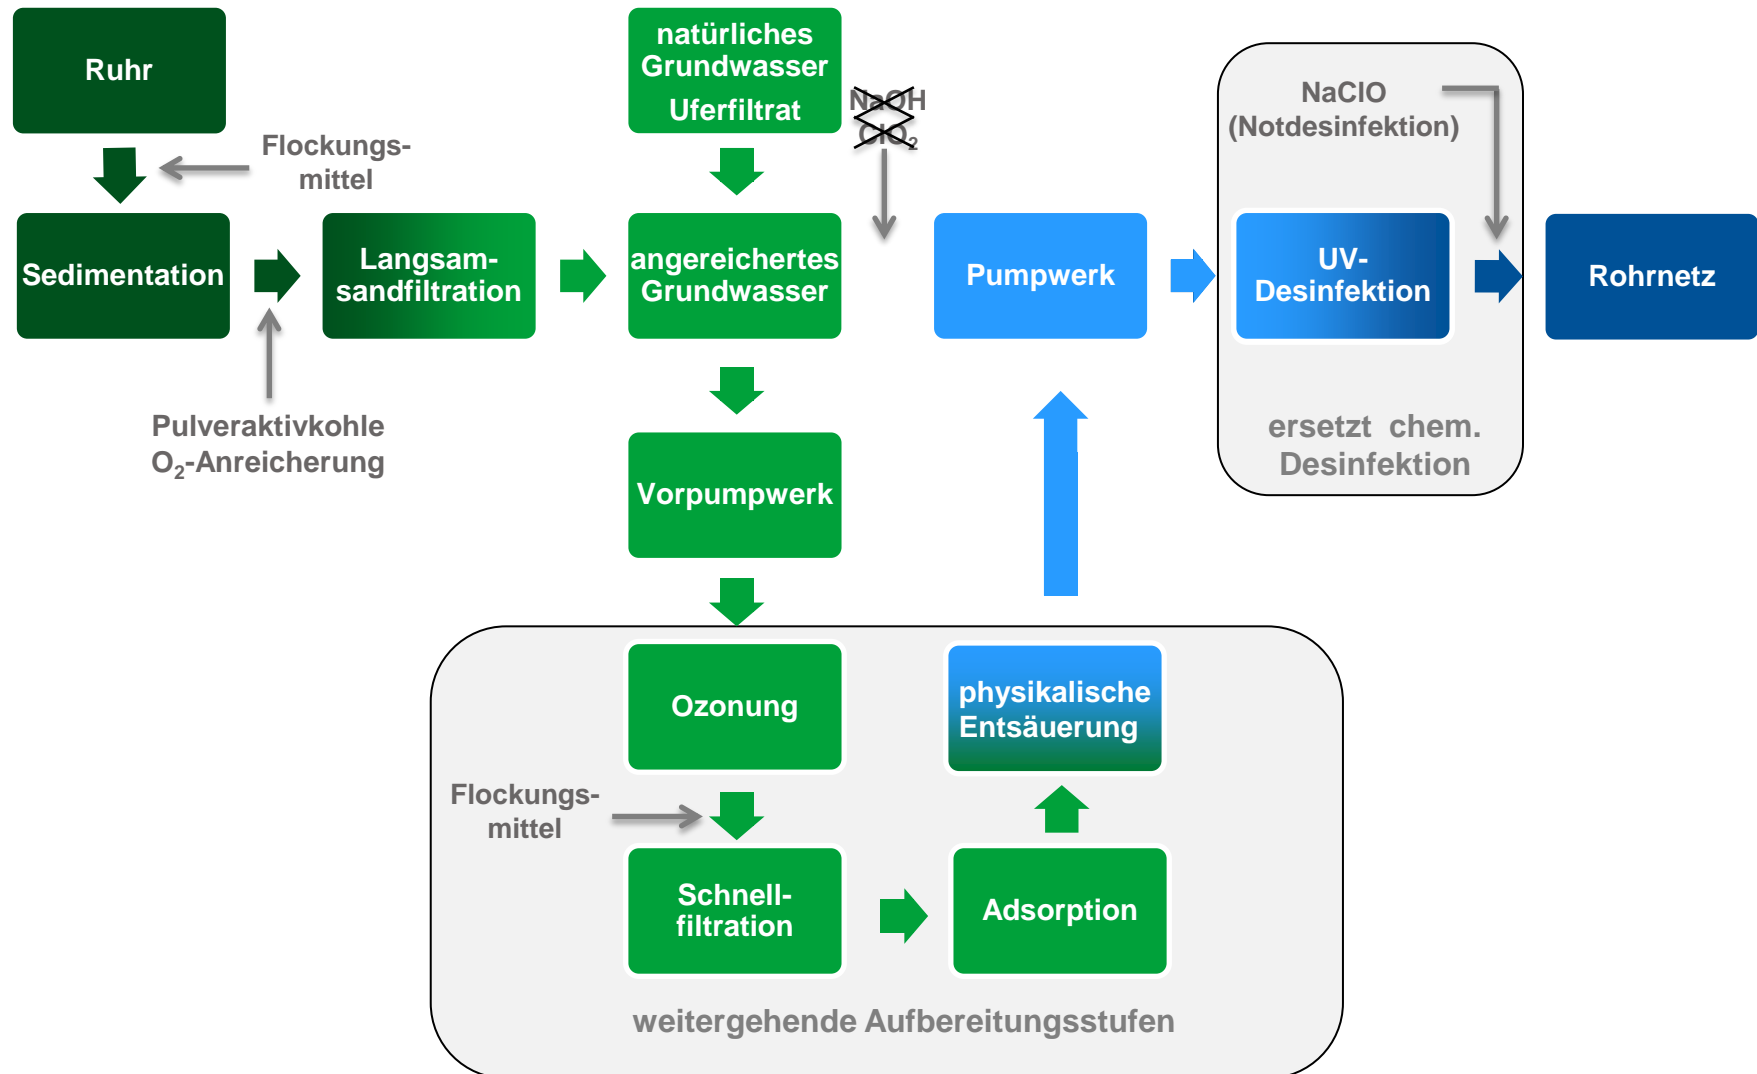 Ruhr
Flockungs-
mittel
Sedimentation
Pulveraktivkohle
O₂-Anreicherung
Langsam-
sandfiltration
natürliches
Grundwasser
Uferfiltrat
NaOH
ClO₂
angereichertes
Grundwasser
Vorpumpwerk
Ozonung
Flockungs-
mittel
Schnell-
filtration
Adsorption
physikalische
Entsäuerung
weitergehende Aufbereitungsstufen
Pumpwerk
NaClO
(Notdesinfektion)
UV-
Desinfektion
ersetzt chem.
Desinfektion
Rohrnetz